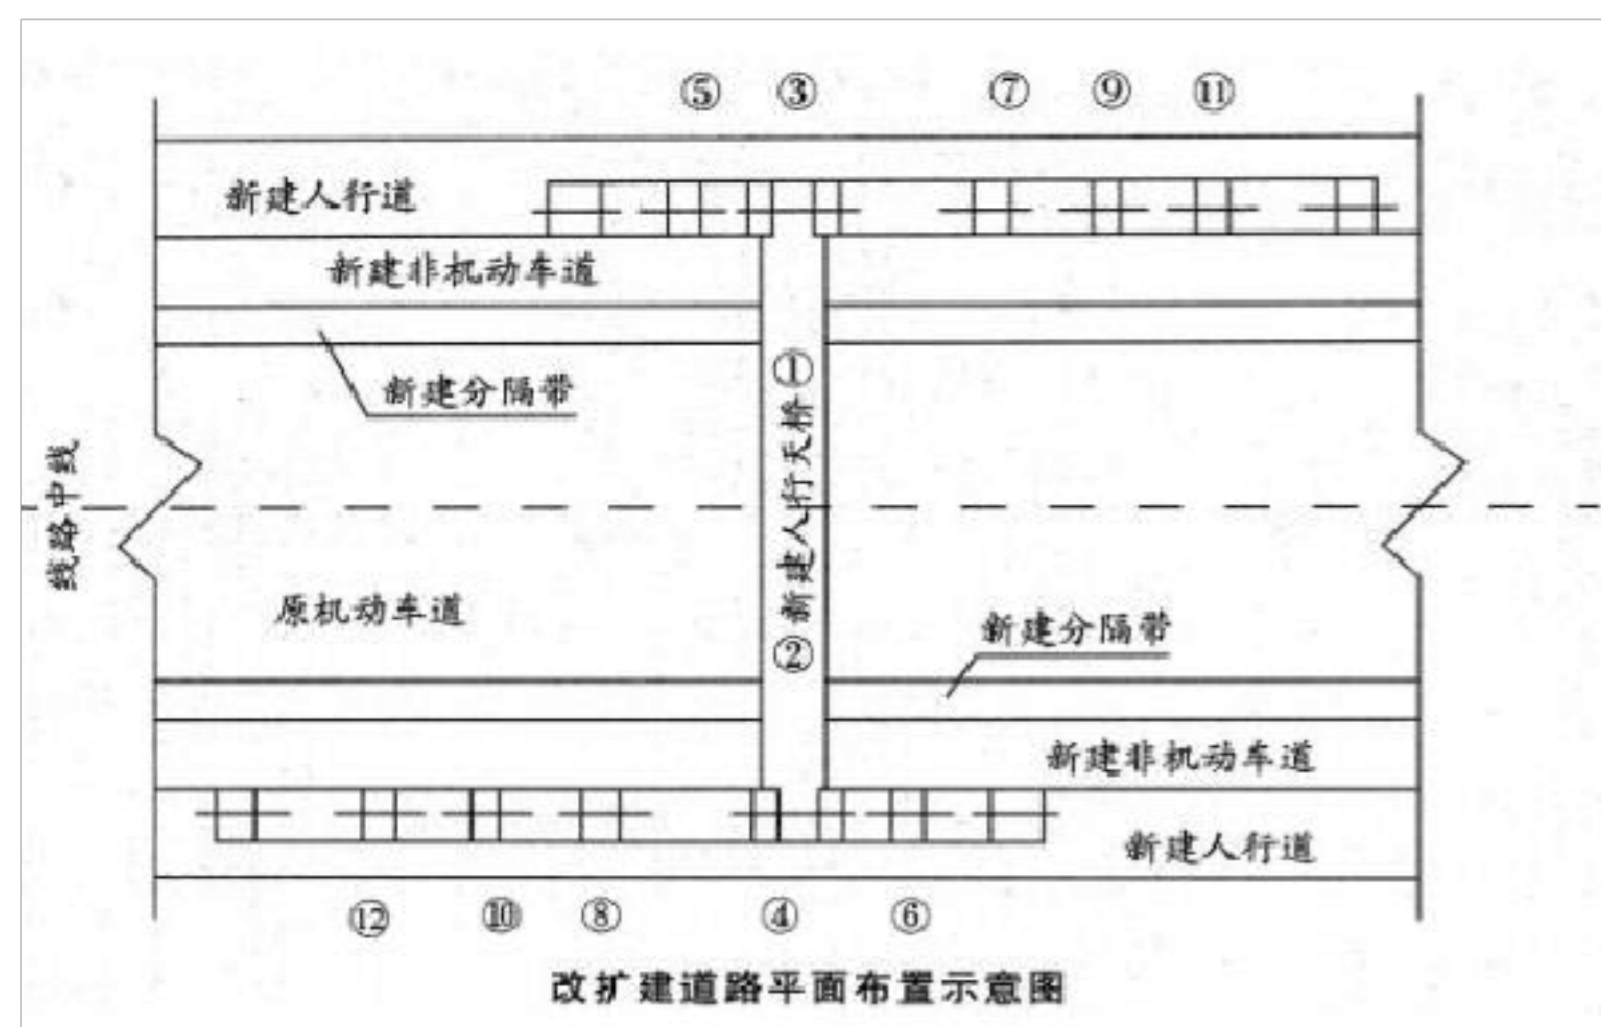 ⑤ ③ ⑦ ⑨ ⑪
新建人行道
新建非机动车道
新建分隔带
①
新建人行天桥
②
线路中线
原机动车道
新建分隔带
新建非机动车道
新建人行道
⑫ ⑩ ⑧ ④ ⑥
改扩建道路平面布置示意图